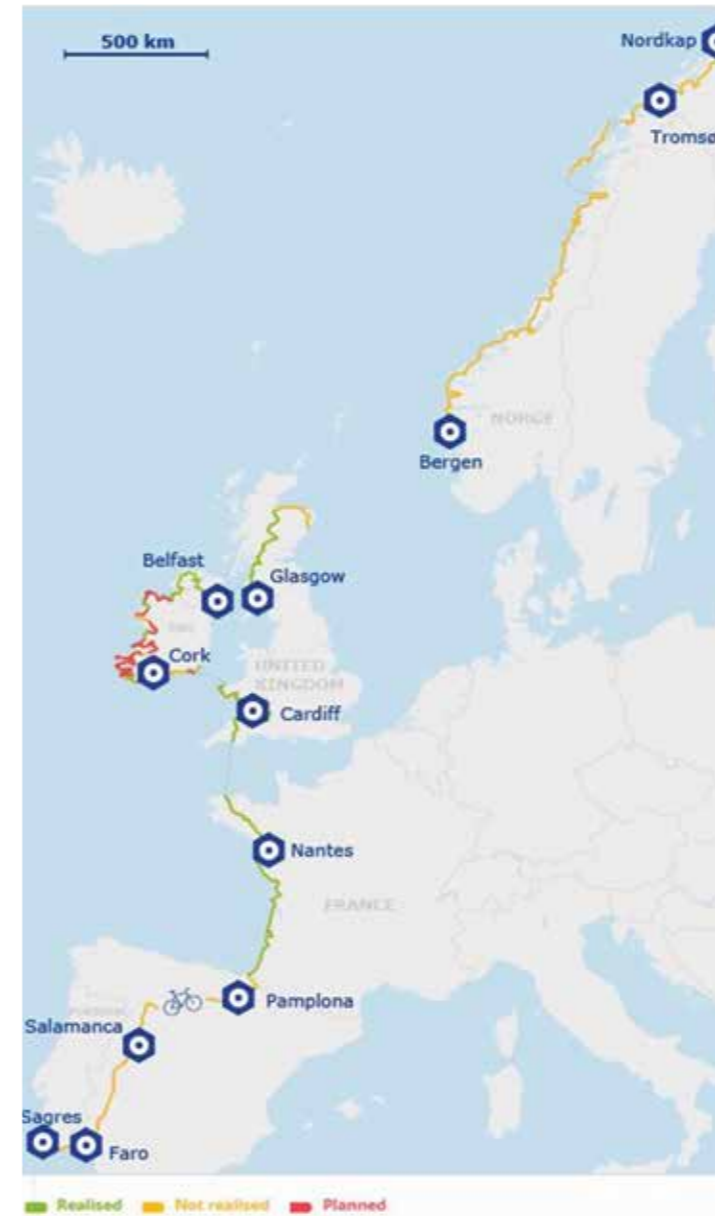 500 km
Nordkap
Tromsø
NORGE
Bergen
Belfast
Glasgow
Cork
UNITED
KINGDOM
Cardiff
Nantes
FRANCE
Pamplona
Salamanca
Sagres
Faro
Realised Not realised Planned